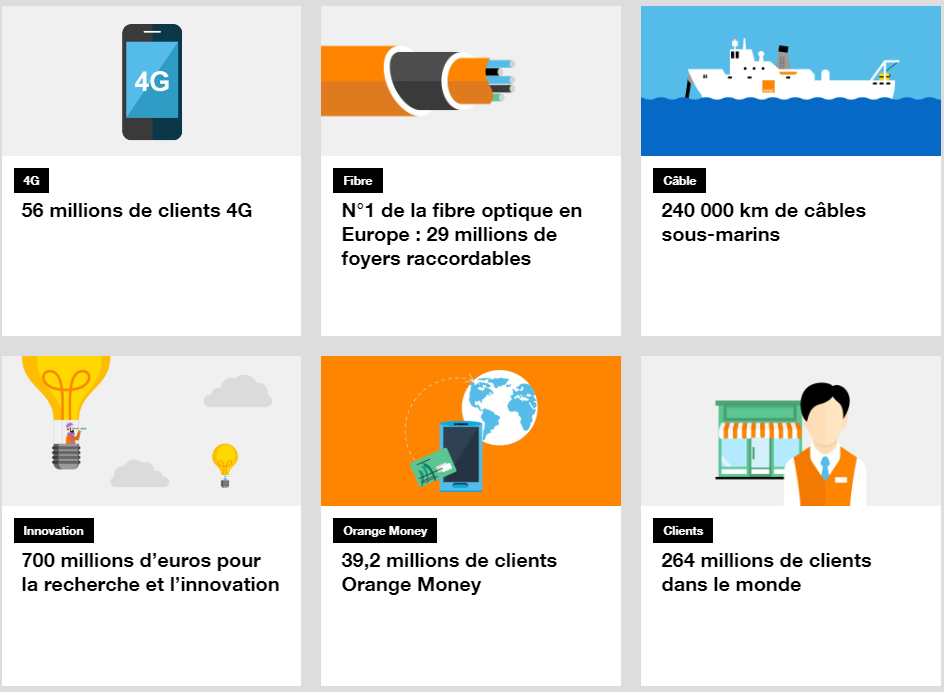 4G
4G
56 millions de clients 4G
Fibre
N°1 de la fibre optique en
Europe : 29 millions de
foyers raccordables
Câble
240 000 km de câbles
sous-marins
Innovation
700 millions d’euros pour
la recherche et l’innovation
Orange Money
39,2 millions de clients
Orange Money
Clients
264 millions de clients
dans le monde